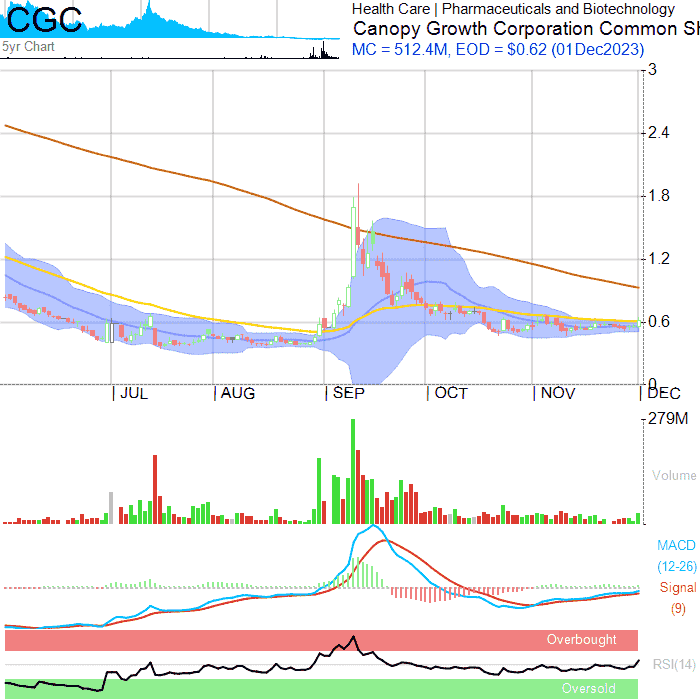 CGC
5yr Chart
Health Care | Pharmaceuticals and Biotechnology
Canopy Growth Corporation Common Sh
MC = 512.4M, EOD = $0.62 (01Dec2023)
3
2.4
1.8
1.2
0.6
0
JUL AUG SEP OCT NOV DEC
279M
Volume
MACD
(12-26)
Signal
(9)
Overbought
RSI(14)
Oversold